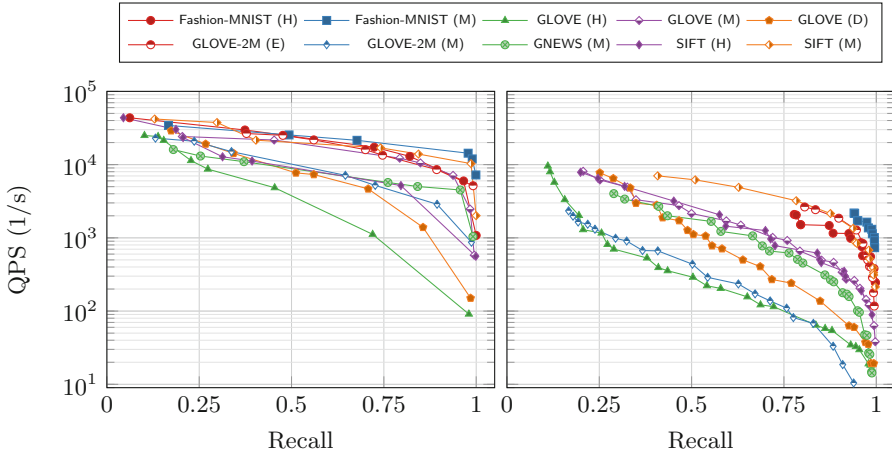 Fashion-MNIST (H) Fashion-MNIST (M) GLOVE (H) GLOVE (M) GLOVE (D)
GLOVE-2M (E) GLOVE-2M (M) GNEWS (M) SIFT (H) SIFT (M)
QPS (1/s)
10^5
10^4
10^3
10^2
10^1
0 0.25 0.5 0.75 1 0 0.25 0.5 0.75 1
Recall Recall